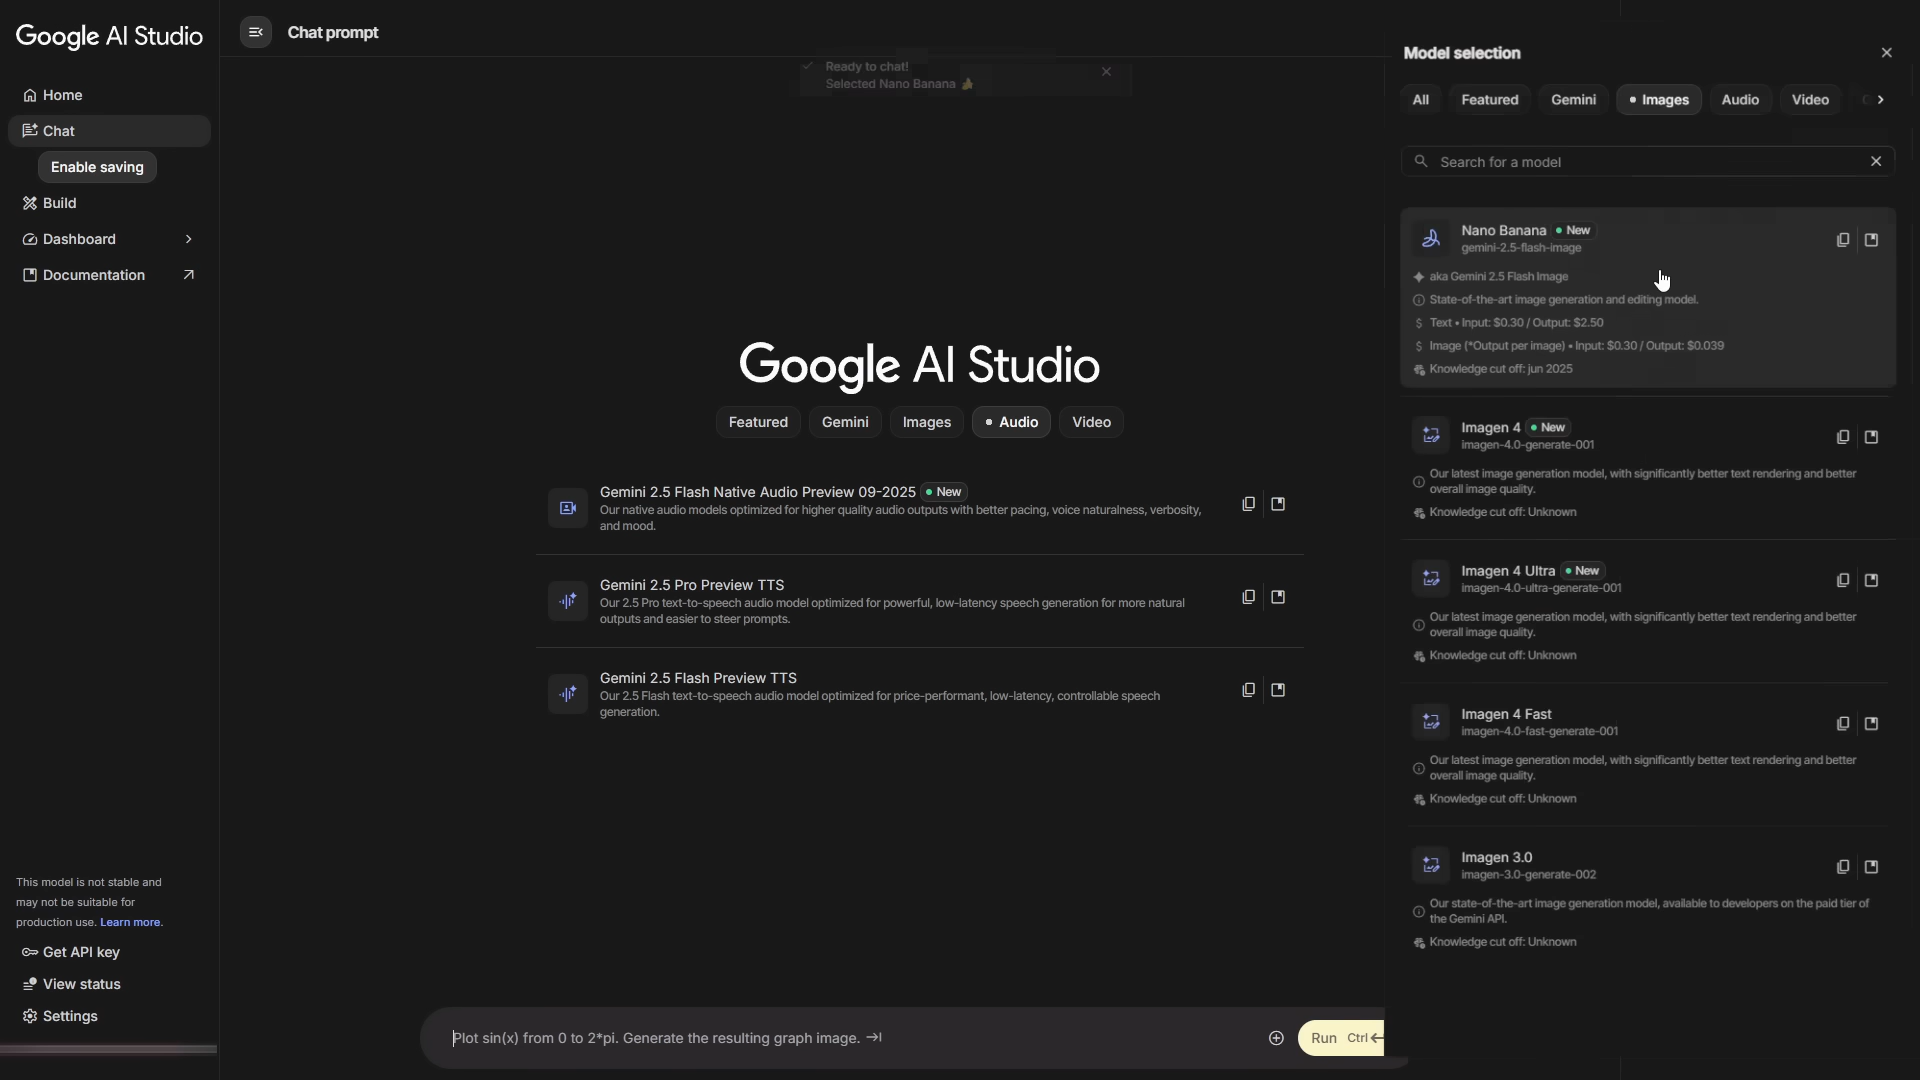 Google AI Studio
Home
Chat
Enable saving
Build
Dashboard
Documentation
This model is not stable and
may not be suitable for
production use. Learn more.
Get API key
View status
Settings
Chat prompt
Ready to chat!
Selected Nano Banana 🍌
Google AI Studio
Featured
Gemini
Images
Audio
Video
Gemini 2.5 Flash Native Audio Preview 09-2025 New
Our native audio models optimized for higher quality audio outputs with better pacing, voice naturalness, verbosity,
and mood.
Gemini 2.5 Pro Preview TTS
Our 2.5 Pro text-to-speech audio model optimized for powerful, low-latency speech generation for more natural
outputs and easier to steer prompts.
Gemini 2.5 Flash Preview TTS
Our 2.5 Flash text-to-speech audio model optimized for price-performant, low-latency, controllable speech
generation.
Plot sin(x) from 0 to 2*pi. Generate the resulting graph image.
Run Ctrl
Model selection
All
Featured
Gemini
Images
Audio
Video
Search for a model
Nano Banana New
gemini-2.5-flash-image
aka Gemini 2.5 Flash Image
State-of-the-art image generation and editing model.
Text • Input: $0.30 / Output: $2.50
Image (*Output per image) • Input: $0.30 / Output: $0.039
Knowledge cut off: jun 2025
Imagen 4 New
imagen-4.0-generate-001
Our latest image generation model, with significantly better text rendering and better
overall image quality.
Knowledge cut off: Unknown
Imagen 4 Ultra New
imagen-4.0-ultra-generate-001
Our latest image generation model, with significantly better text rendering and better
overall image quality.
Knowledge cut off: Unknown
Imagen 4 Fast
imagen-4.0-fast-generate-001
Our latest image generation model, with significantly better text rendering and better
overall image quality.
Knowledge cut off: Unknown
Imagen 3.0
imagen-3.0-generate-002
Our state-of-the-art image generation model, available to developers on the paid tier of
the Gemini API.
Knowledge cut off: Unknown